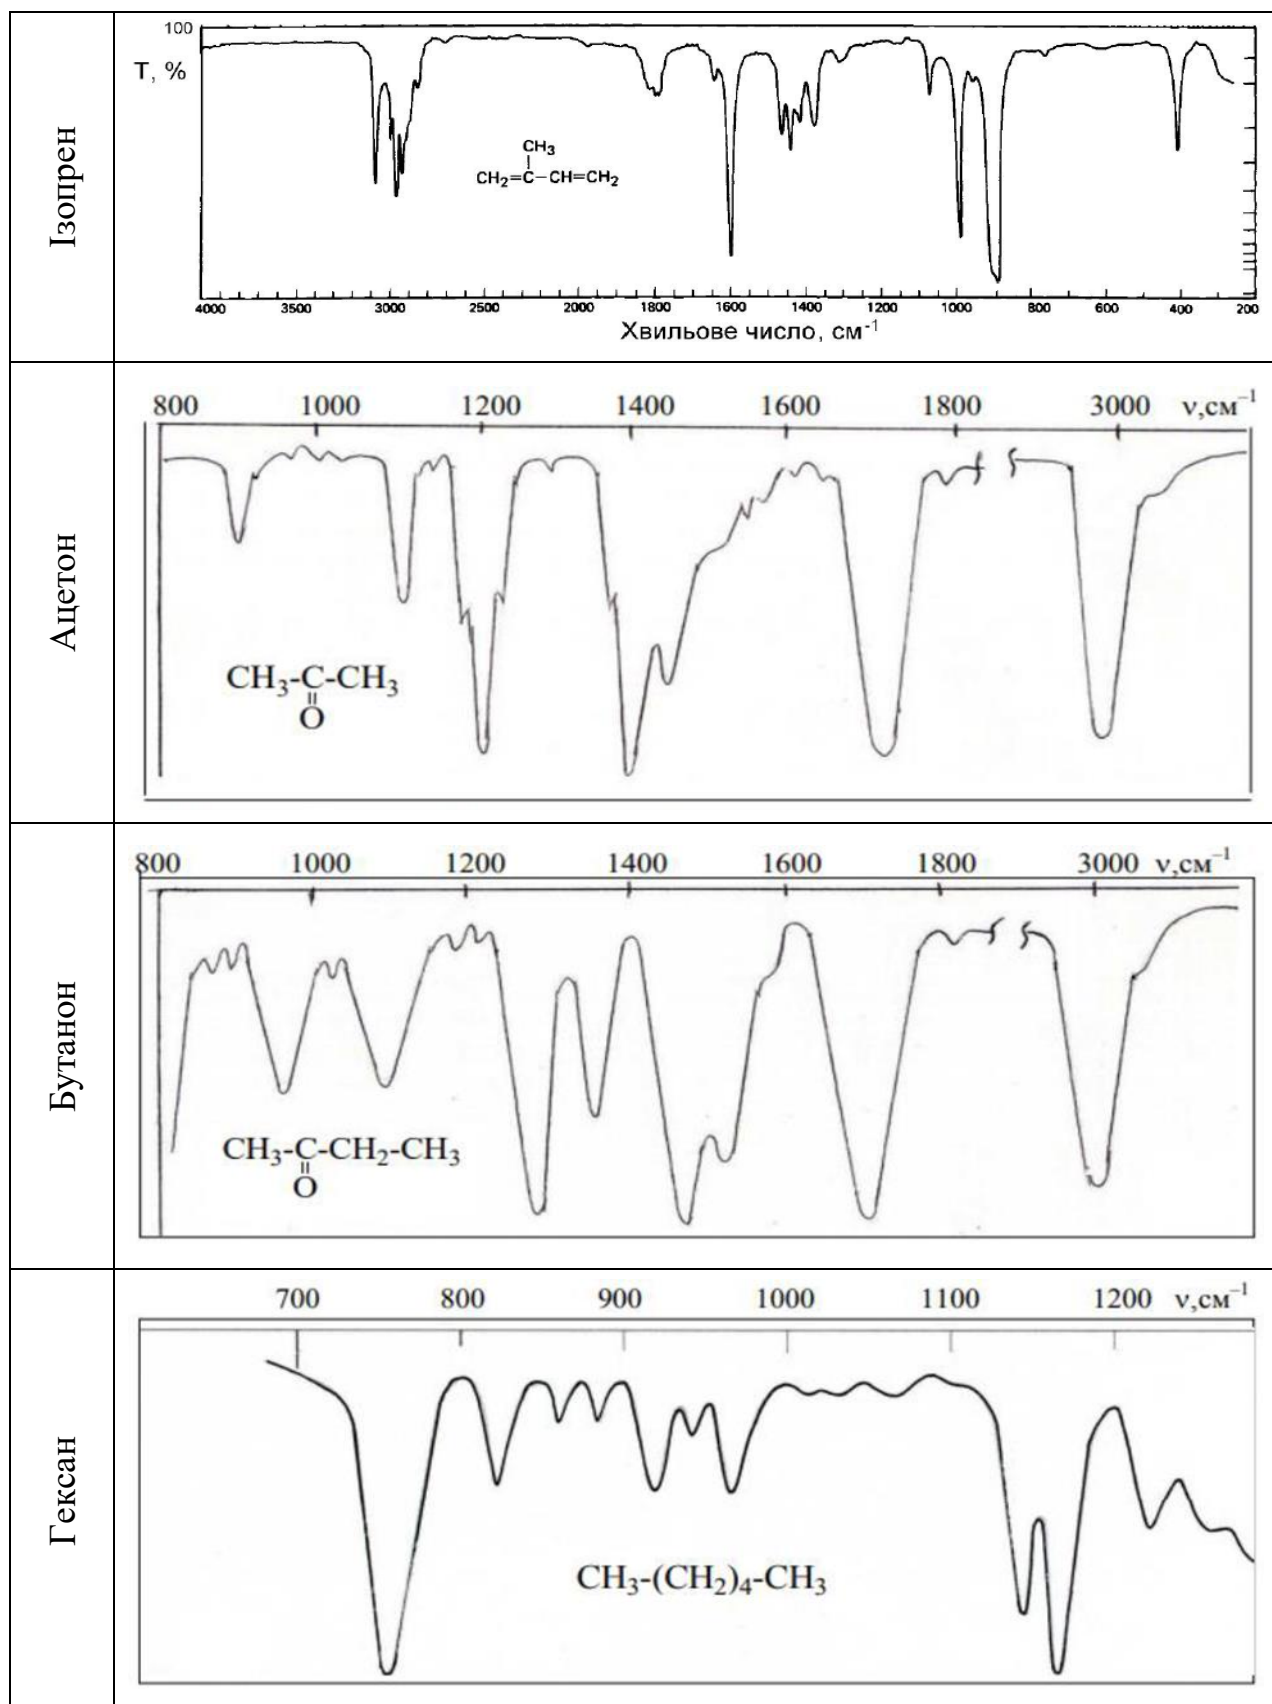 Ізопрен
100
Т, %
CH3
CH2=C–CH=CH2
4000 3500 3000 2500 2000 1800 1600 1400 1200 1000 800 600 400 200
Хвильове число, см-1
Ацетон
800 1000 1200 1400 1600 1800 3000 ν,см–1
CH3-C-CH3
O
Бутанон
800 1000 1200 1400 1600 1800 3000 ν,см–1
CH3-C-CH2-CH3
O
Гексан
700 800 900 1000 1100 1200 ν,см–1
CH3-(CH2)4-CH3